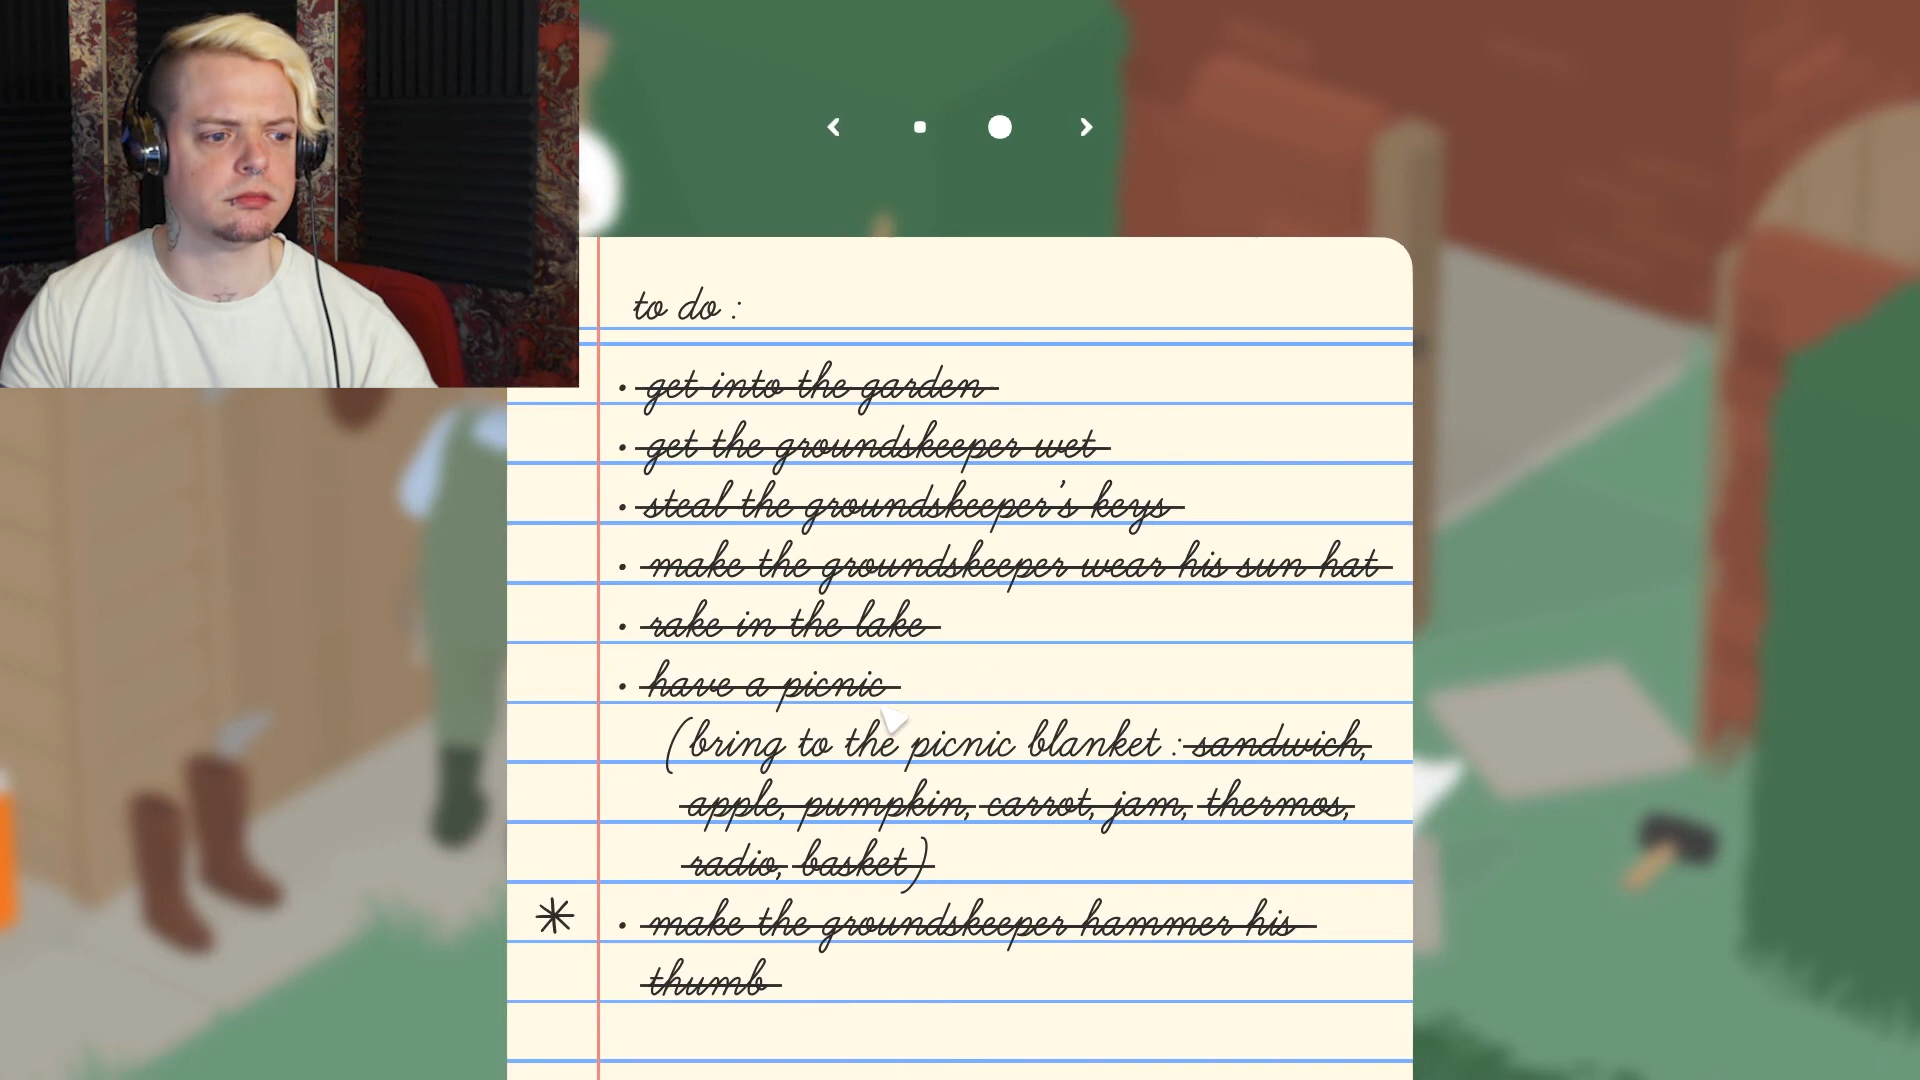 to do :
• get into the garden
• get the groundskeeper wet
• steal the groundskeeper's keys
• make the groundskeeper wear his sun hat
• rake in the lake
• have a picnic
(bring to the picnic blanket : sandwich,
apple, pumpkin, carrot, jam, thermos,
radio, basket)
* • make the groundskeeper hammer his
thumb